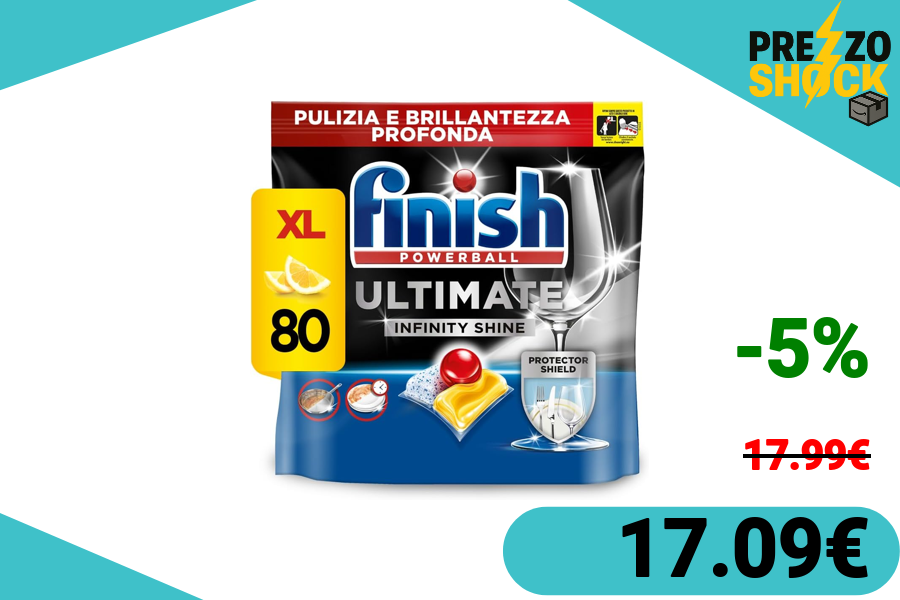 PREZZO
SHOCK
PULIZIA E BRILLANTEZZA
PROFONDA
finish
POWERBALL
XL
80
ULTIMATE
INFINITY SHINE
PROTECTOR
SHIELD
-5%
17.99€
17.09€